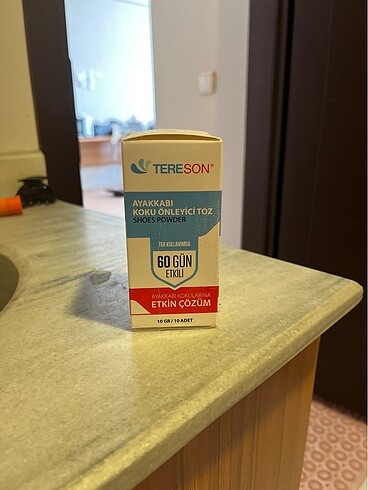 TERESON®
AYAKKABI
KOKU ÖNLEYİCİ TOZ
SHOES POWDER
TEK KULLANIMDA
60 GÜN
ETKİLİ
AYAKKABI KOKULARINA
ETKİN ÇÖZÜM
10 GR / 10 ADET